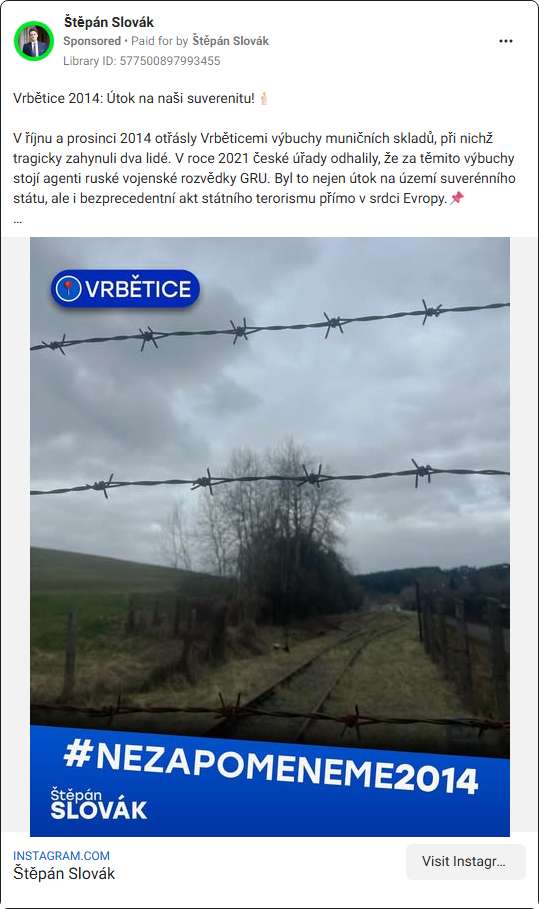 Štěpán Slovák
Sponsored • Paid for by Štěpán Slovák
Library ID: 577500897993455
Vrbětice 2014: Útok na naši suverenitu!☝🏻
V říjnu a prosinci 2014 otřásly Vrběticemi výbuchy muničních skladů, při nichž
tragicky zahynuli dva lidé. V roce 2021 české úřady odhalily, že za těmito výbuchy
stojí agenti ruské vojenské rozvědky GRU. Byl to nejen útok na území suverénního
státu, ale i bezprecedentní akt státního terorismu přímo v srdci Evropy.📌
...
VRBĚTICE
#NEZAPOMENEME2014
Štěpán
SLOVÁK
INSTAGRAM.COM
Štěpán Slovák
Visit Instagr...